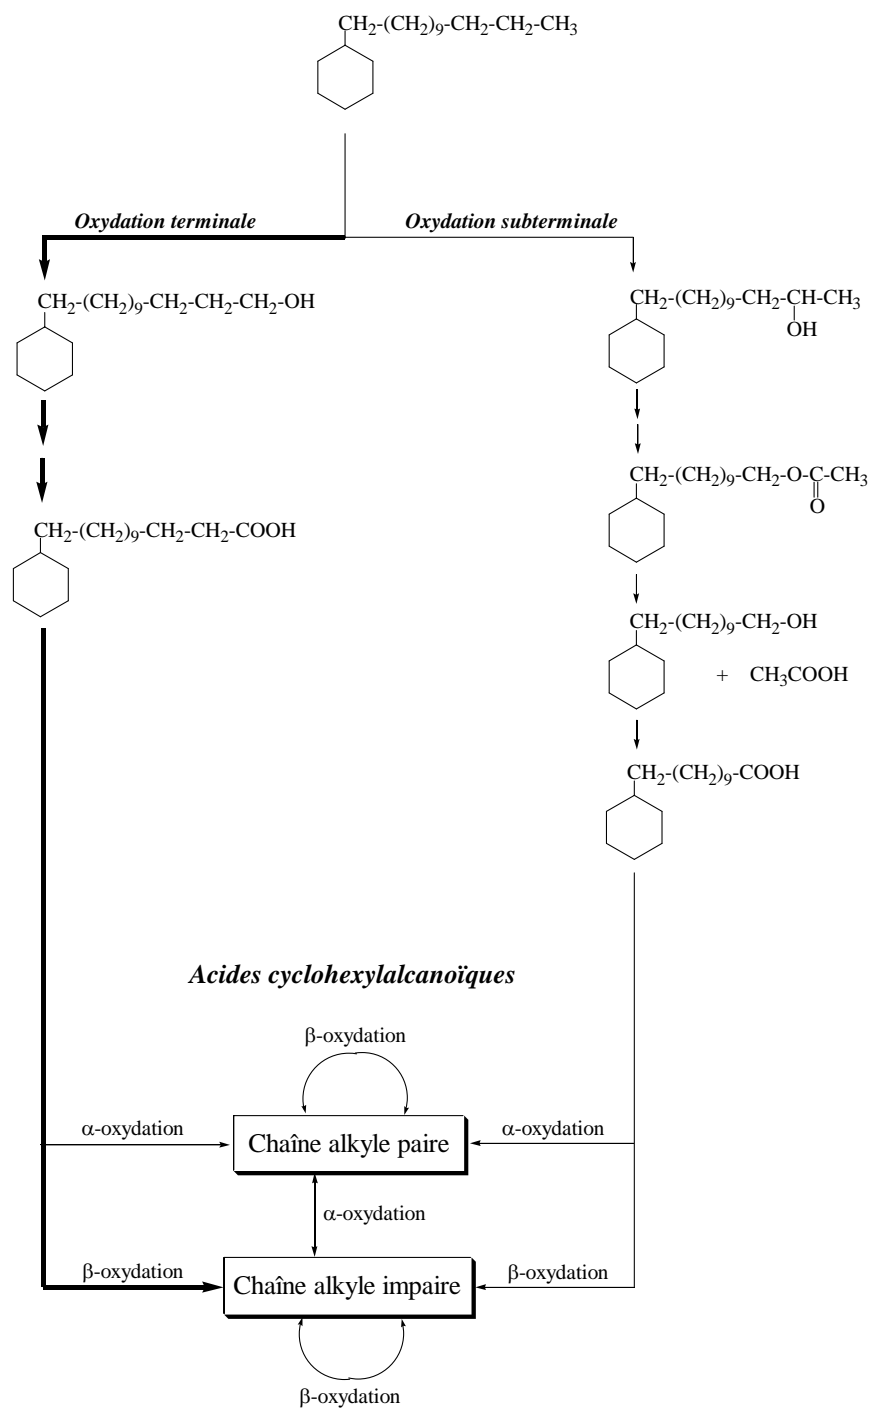 CH₂-(CH₂)₉-CH₂-CH₂-CH₃
Oxydation terminale
Oxydation subterminale
CH₂-(CH₂)₉-CH₂-CH₂-CH₂-OH
CH₂-(CH₂)₉-CH₂-CH-CH₃
OH
CH₂-(CH₂)₉-CH₂-O-C-CH₃
O
CH₂-(CH₂)₉-CH₂-CH₂-COOH
CH₂-(CH₂)₉-CH₂-OH
+ CH₃COOH
CH₂-(CH₂)₉-COOH
Acides cyclohexylalcanoïques
β-oxydation
α-oxydation
Chaîne alkyle paire
α-oxydation
α-oxydation
β-oxydation
Chaîne alkyle impaire
β-oxydation
β-oxydation